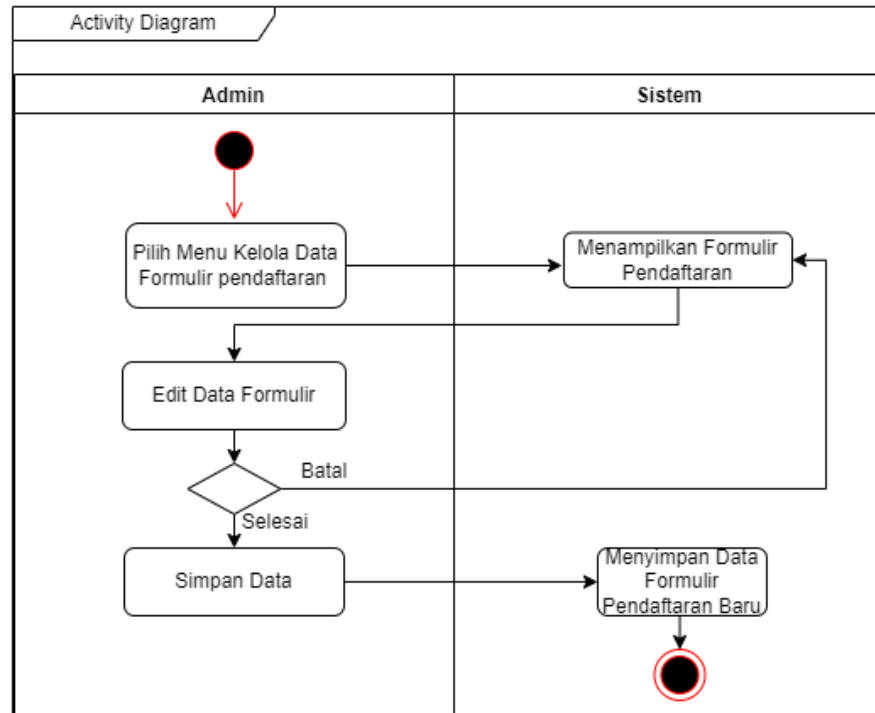 Activity Diagram
Admin
Sistem
Pilih Menu Kelola Data
Formulir pendaftaran
Menampilkan Formulir
Pendaftaran
Edit Data Formulir
Batal
Selesai
Simpan Data
Menyimpan Data
Formulir
Pendaftaran Baru